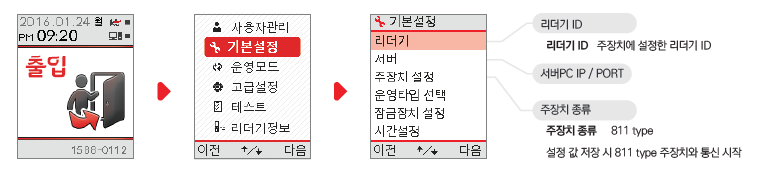 2016.01.24 월
PM 09:20
출입
1588-0112
사용자관리
기본설정
운영모드
고급설정
테스트
리더기정보
이전 ↑/↓ 다음
기본설정
리더기
서버
주장치 설정
운영타입 선택
잠금장치 설정
시간설정
이전 ↑/↓ 다음
리더기 ID
리더기 ID 주장치에 설정한 리더기 ID
서버PC IP / PORT
주장치 종류
주장치 종류 811 type
설정 값 저장 시 811 type 주장치와 통신 시작